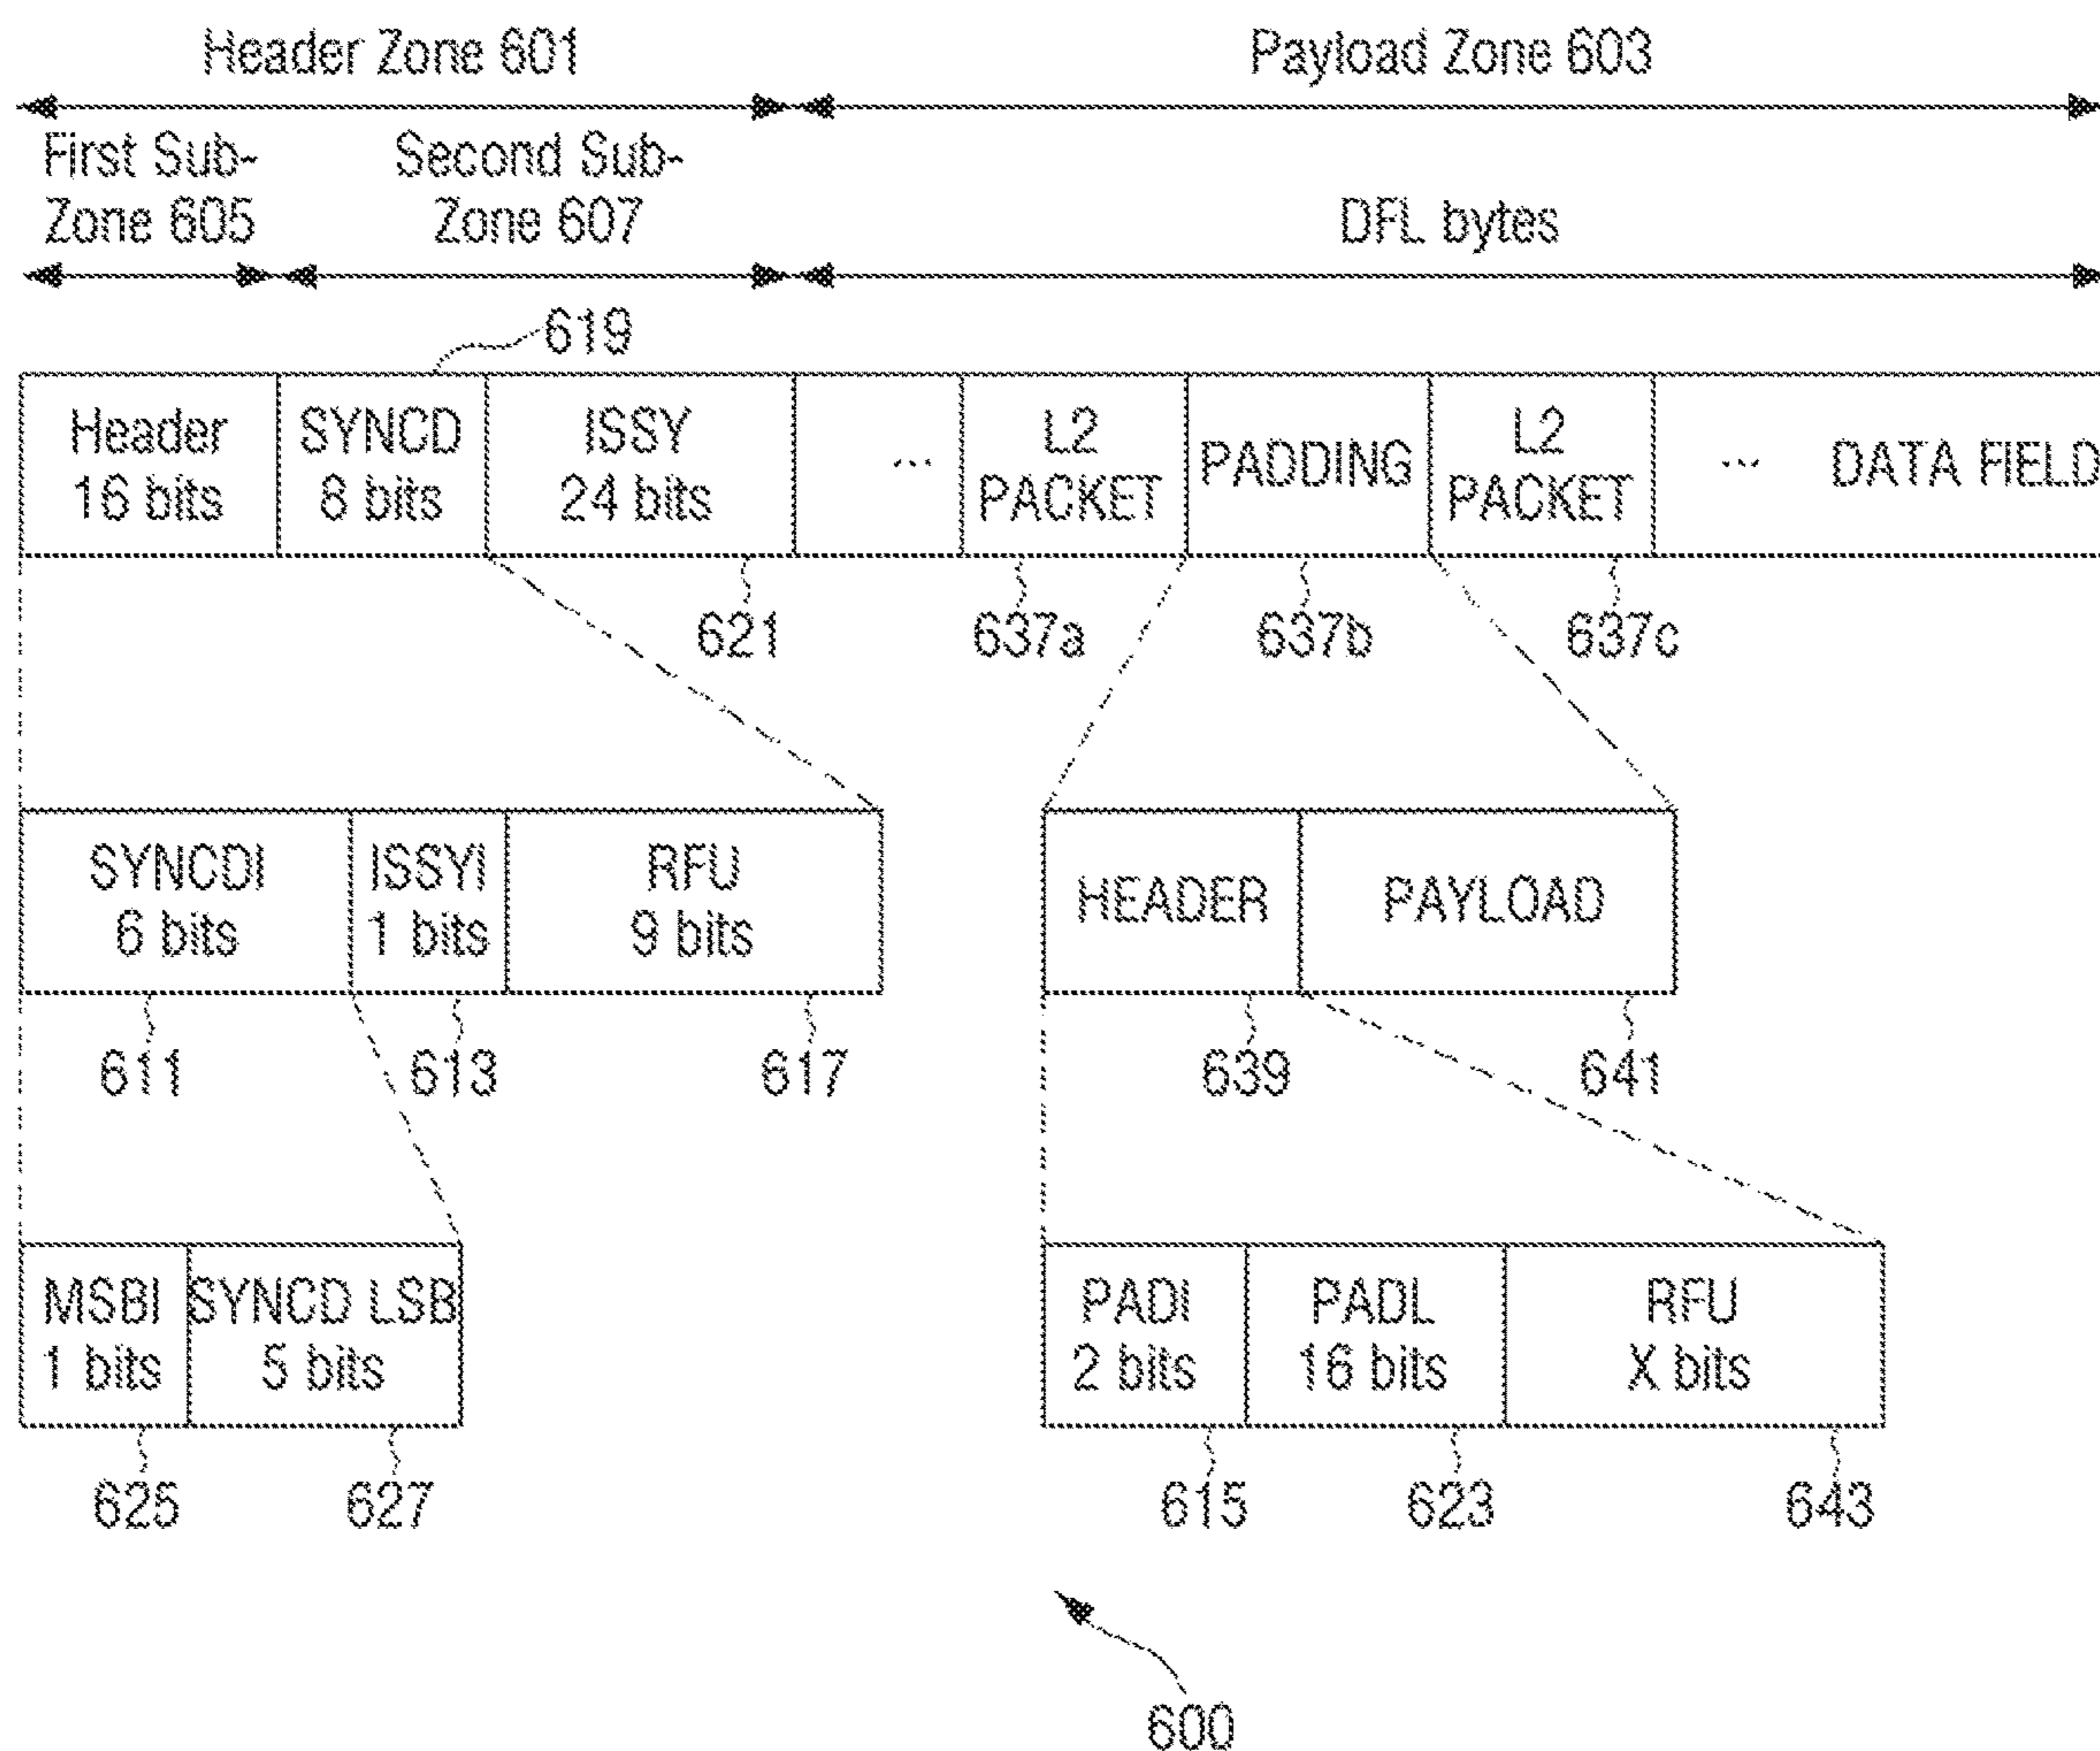 Header Zone 601
Payload Zone 603
First Sub-
Zone 605
Second Sub-
Zone 607
DFL bytes
619
Header
16 bits
SYNCD
8 bits
ISSY
24 bits
...
L2
PACKET
PADDING
L2
PACKET
...
DATA FIELD
621
637a
637b
637c
SYNCDI
6 bits
ISSYI
1 bits
RFU
9 bits
HEADER
PAYLOAD
611
613
617
639
641
MSBI
1 bits
SYNCD LSB
5 bits
PADI
2 bits
PADL
16 bits
RFU
X bits
625
627
615
623
643
600